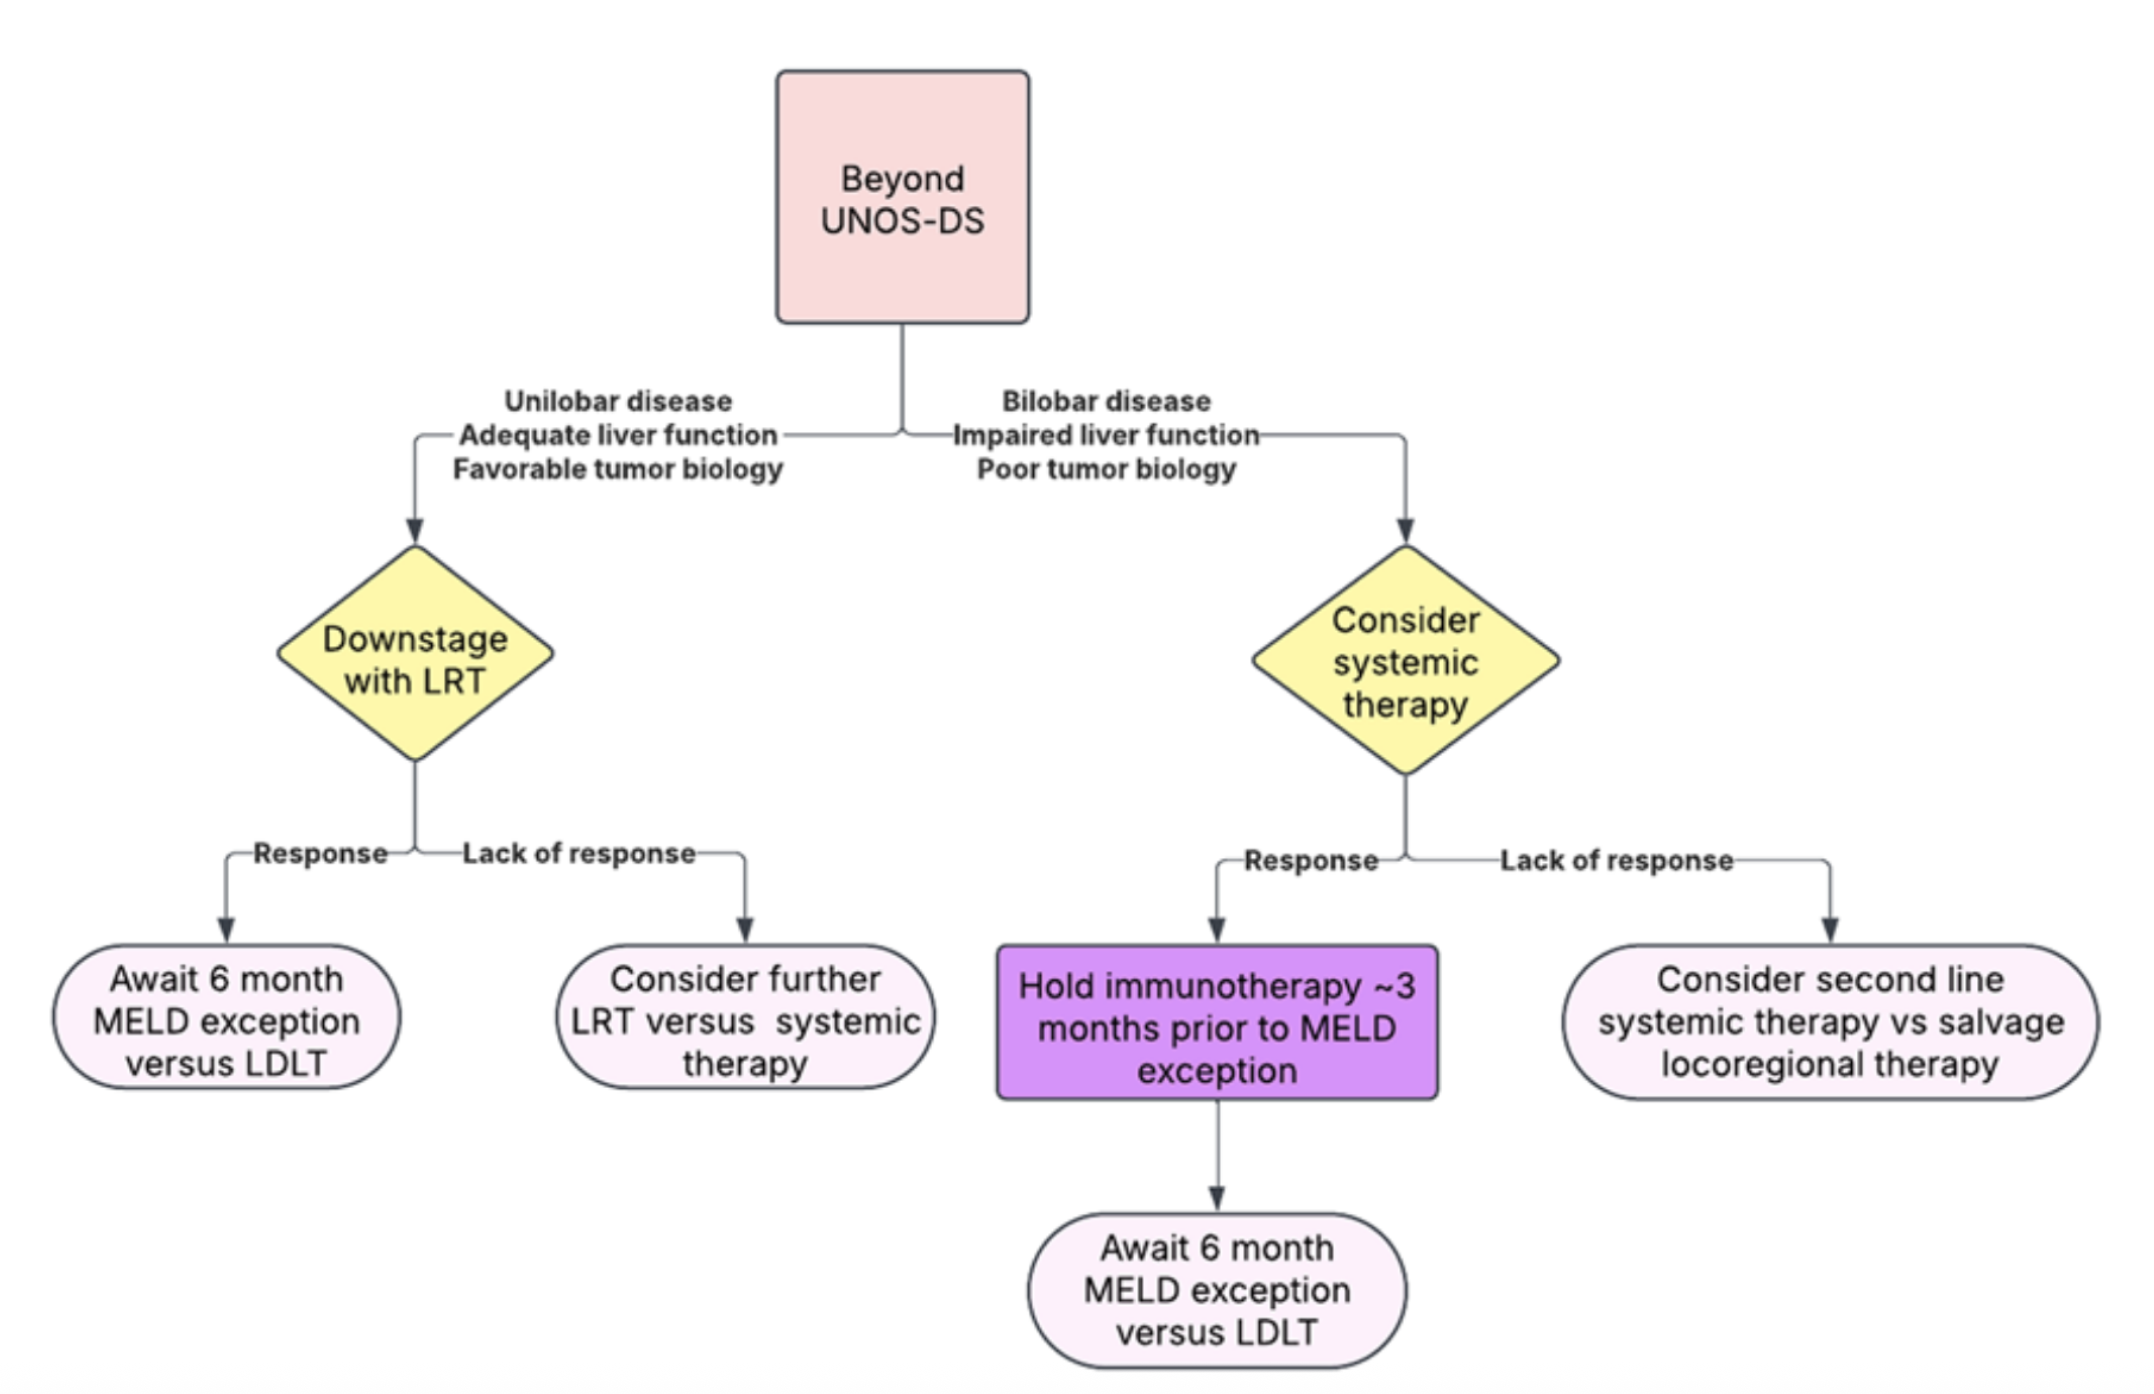 Beyond
UNOS-DS
Unilobar disease
Adequate liver function
Favorable tumor biology
Bilobar disease
Impaired liver function
Poor tumor biology
Downstage
with LRT
Consider
systemic
therapy
Response
Lack of response
Response
Lack of response
Await 6 month
MELD exception
versus LDLT
Consider further
LRT versus systemic
therapy
Hold immunotherapy ~3
months prior to MELD
exception
Consider second line
systemic therapy vs salvage
locoregional therapy
Await 6 month
MELD exception
versus LDLT